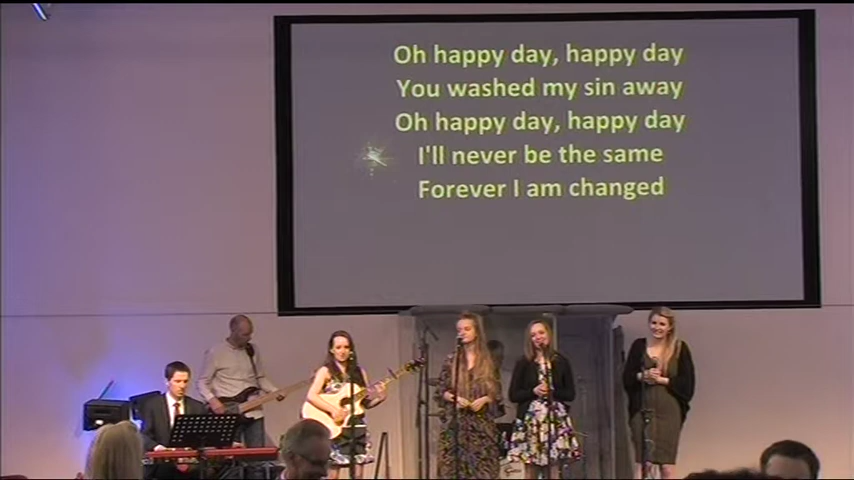 Oh happy day, happy day
You washed my sin away
Oh happy day, happy day
I'll never be the same
Forever I am changed